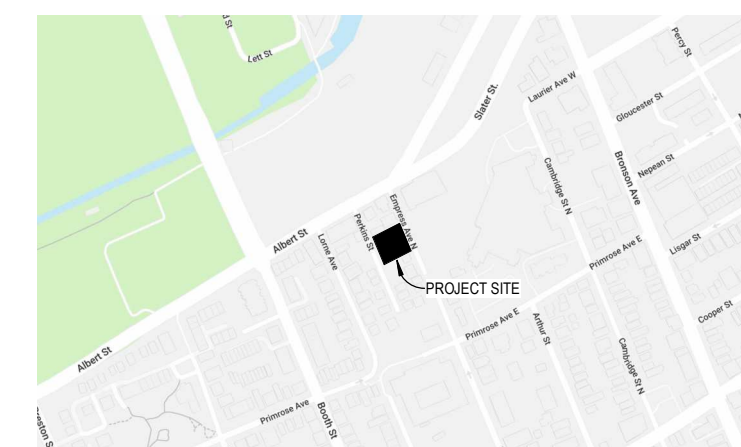 Lett St
Percy St
Slater St.
Laurier Ave W
Gloucester St
Bronson Ave
Nepean St
Cambridge St N
Empress Ave N
Perkins St
Albert St
Lorne Ave
Primrose Ave E
Lisgar St
PROJECT SITE
Cooper St
Primrose Ave E
Arthur St
Cambridge St N
Albert St
Primrose Ave
Booth St